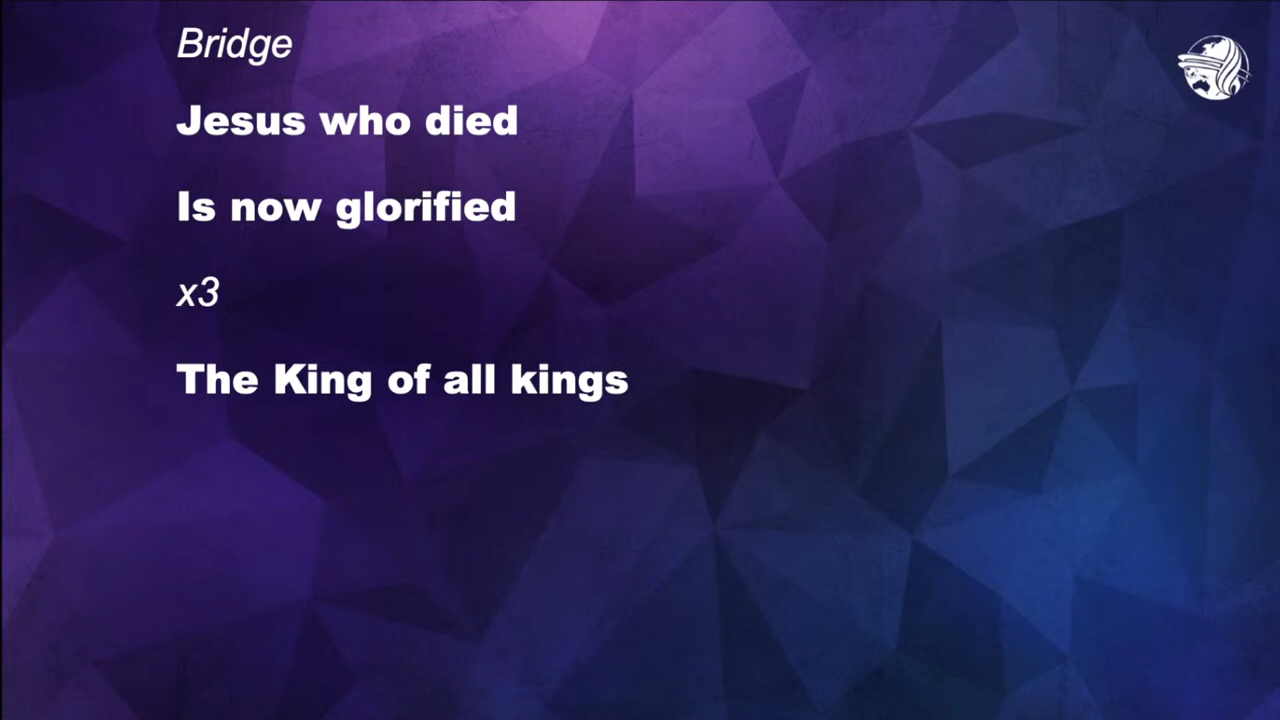 Bridge
Jesus who died
Is now glorified
x3
The King of all kings